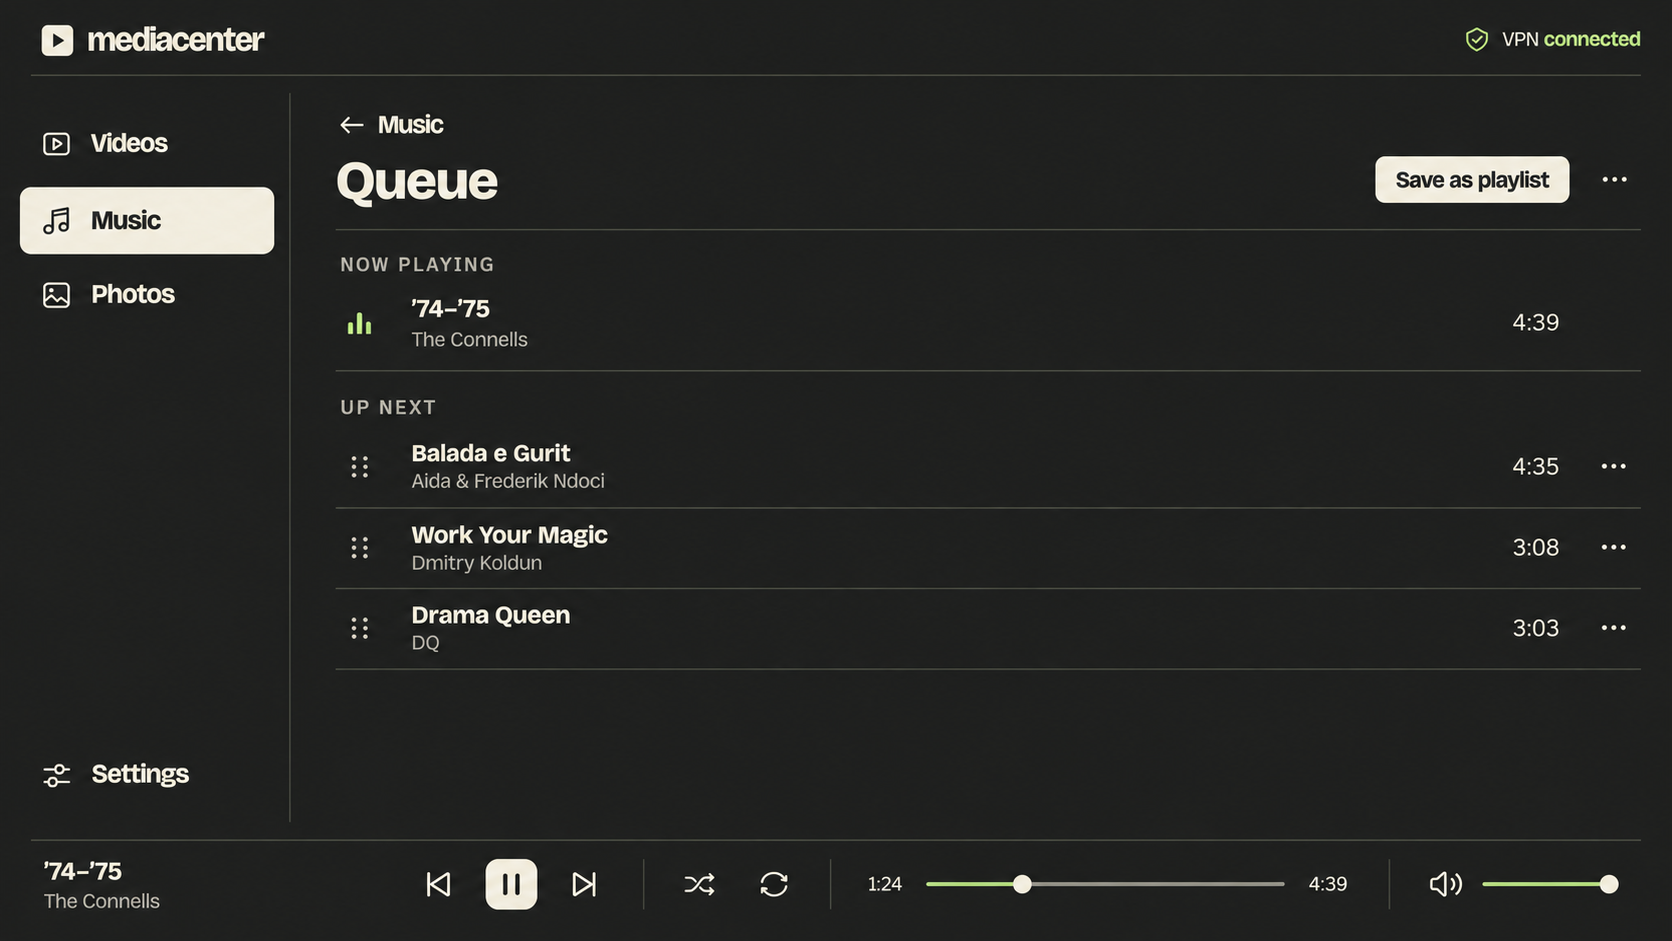 mediacenter
VPN connected
Videos
Music
Photos
Settings
Music
Queue
Save as playlist
NOW PLAYING
’74–’75
The Connells
4:39
UP NEXT
Balada e Gurit
Aida & Frederik Ndoci
4:35
Work Your Magic
Dmitry Koldun
3:08
Drama Queen
DQ
3:03
’74–’75
The Connells
1:24
4:39